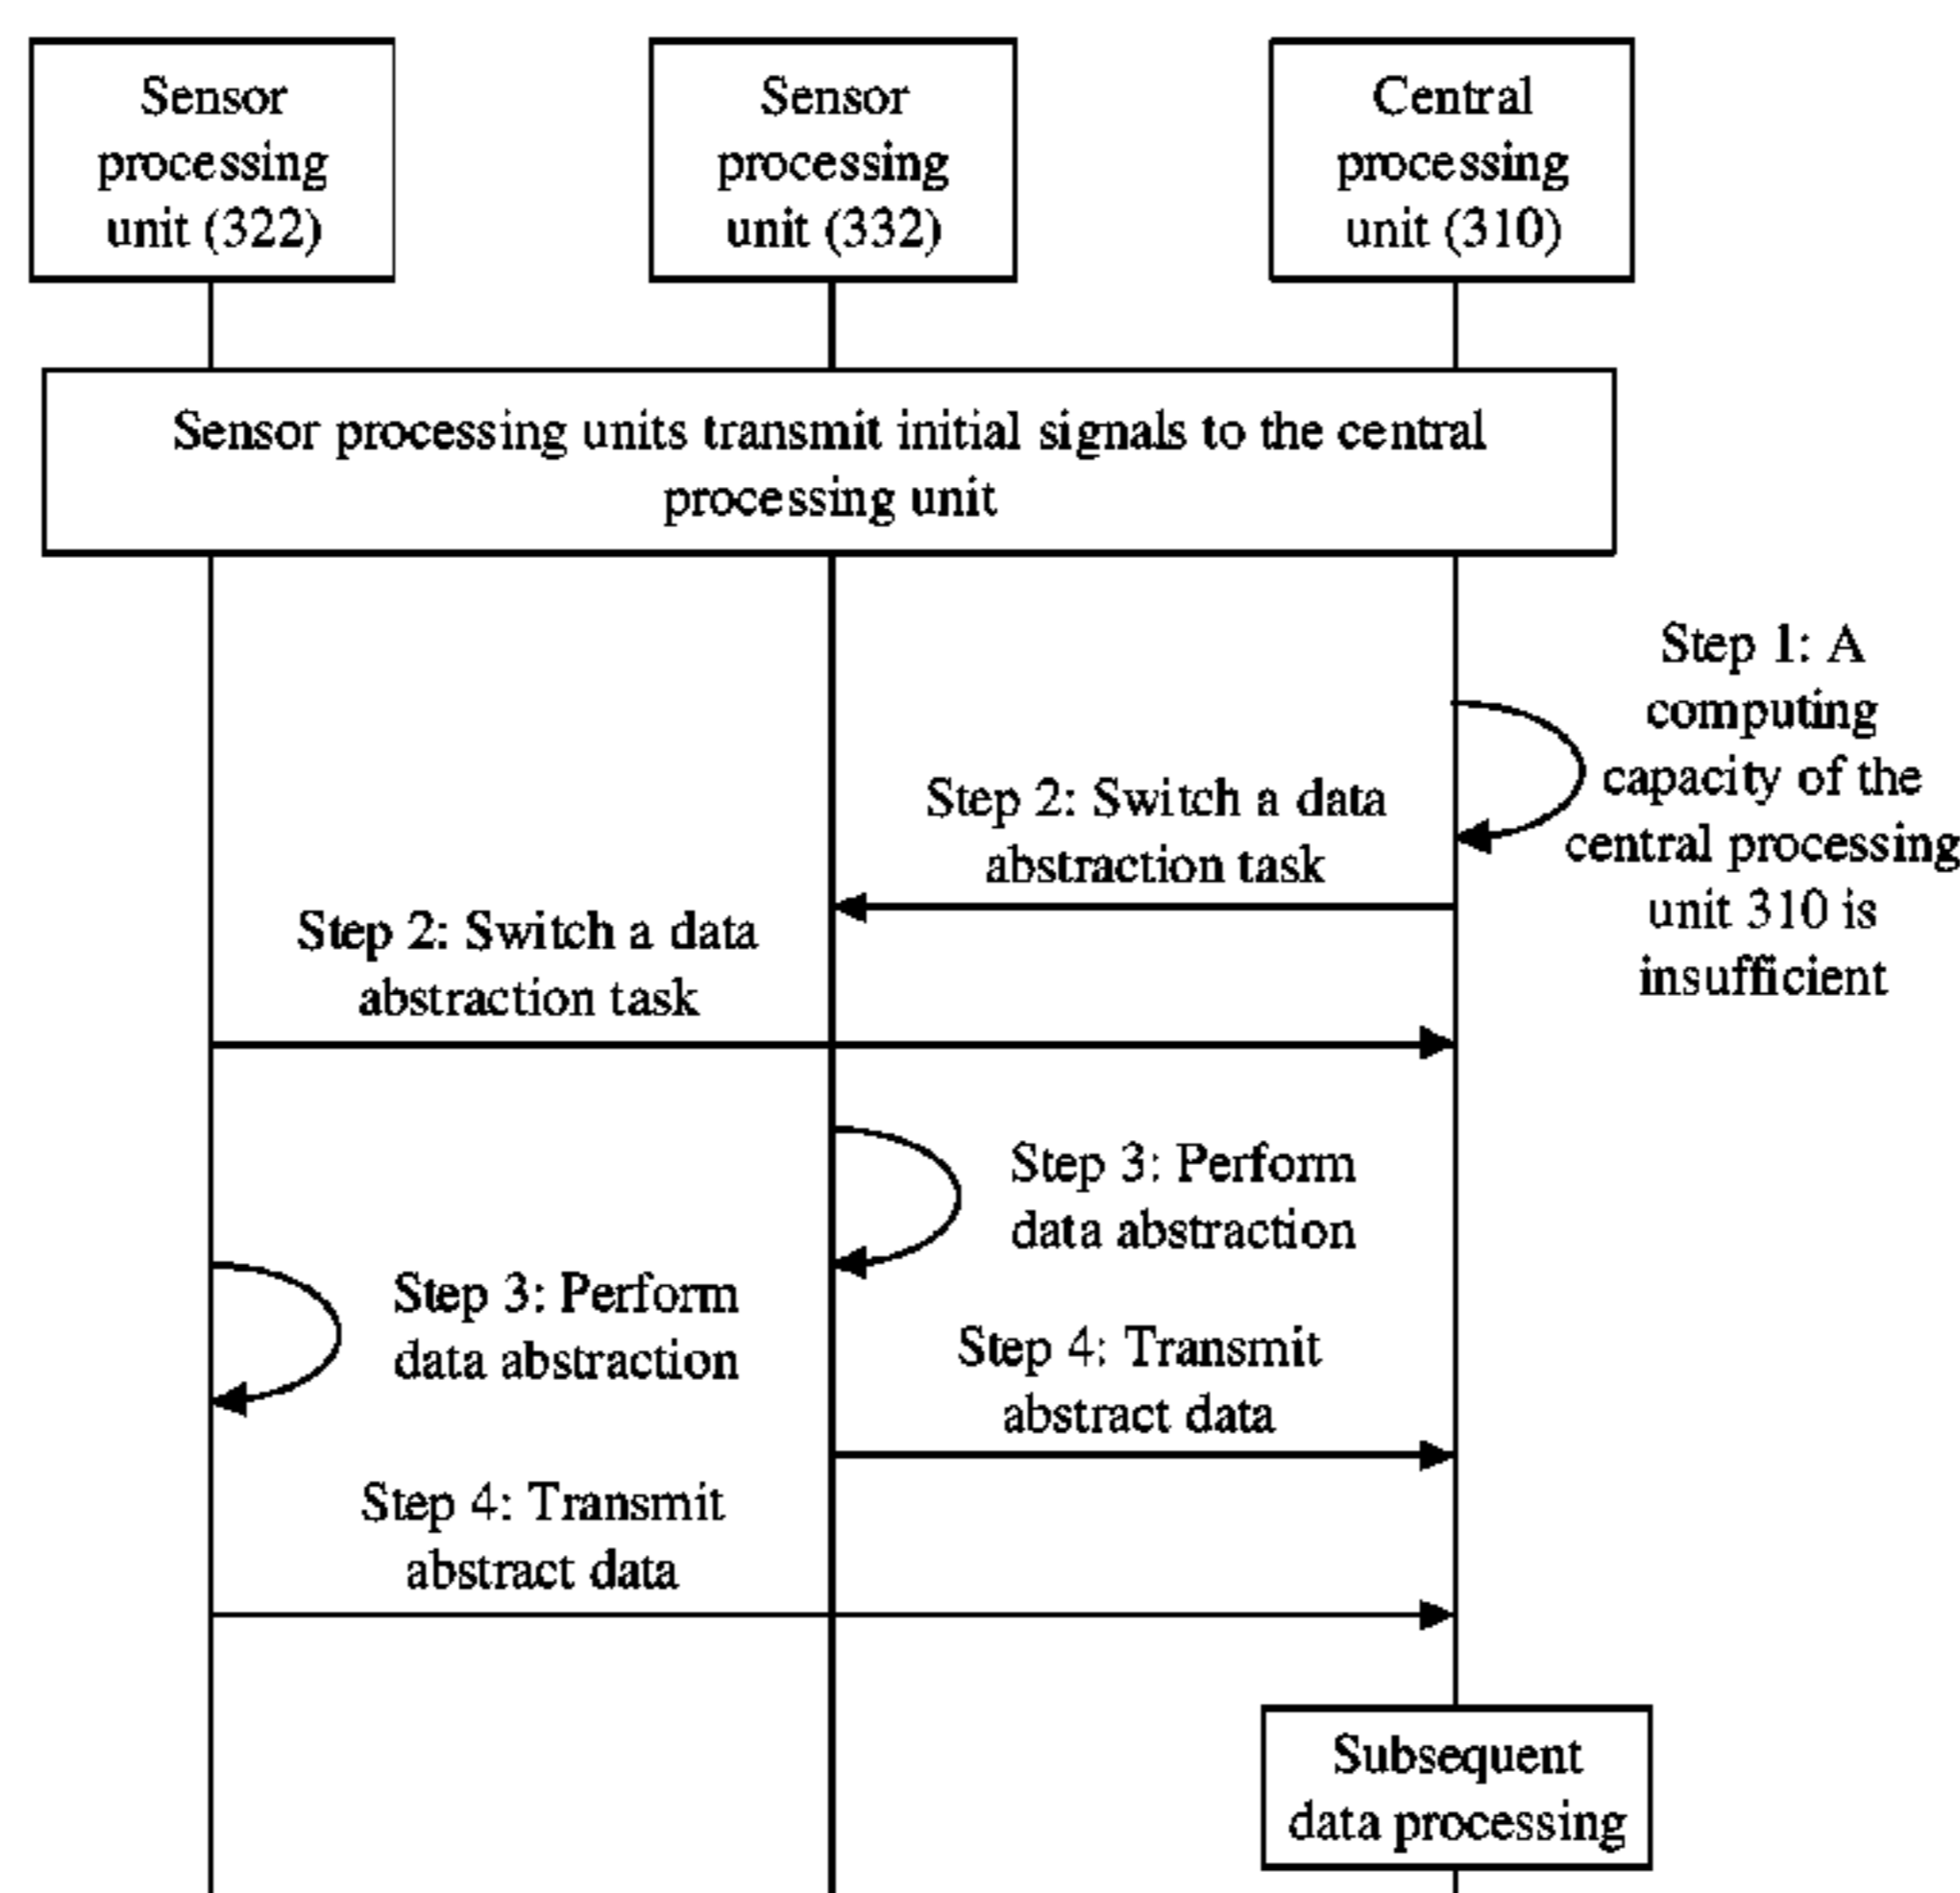 Sensor
processing
unit (322)
Sensor
processing
unit (332)
Central
processing
unit (310)
Sensor processing units transmit initial signals to the central
processing unit
Step 1: A
computing
capacity of the
central processing
unit 310 is
insufficient
Step 2: Switch a data
abstraction task
Step 2: Switch a data
abstraction task
Step 3: Perform
data abstraction
Step 3: Perform
data abstraction
Step 4: Transmit
abstract data
Step 4: Transmit
abstract data
Subsequent
data processing